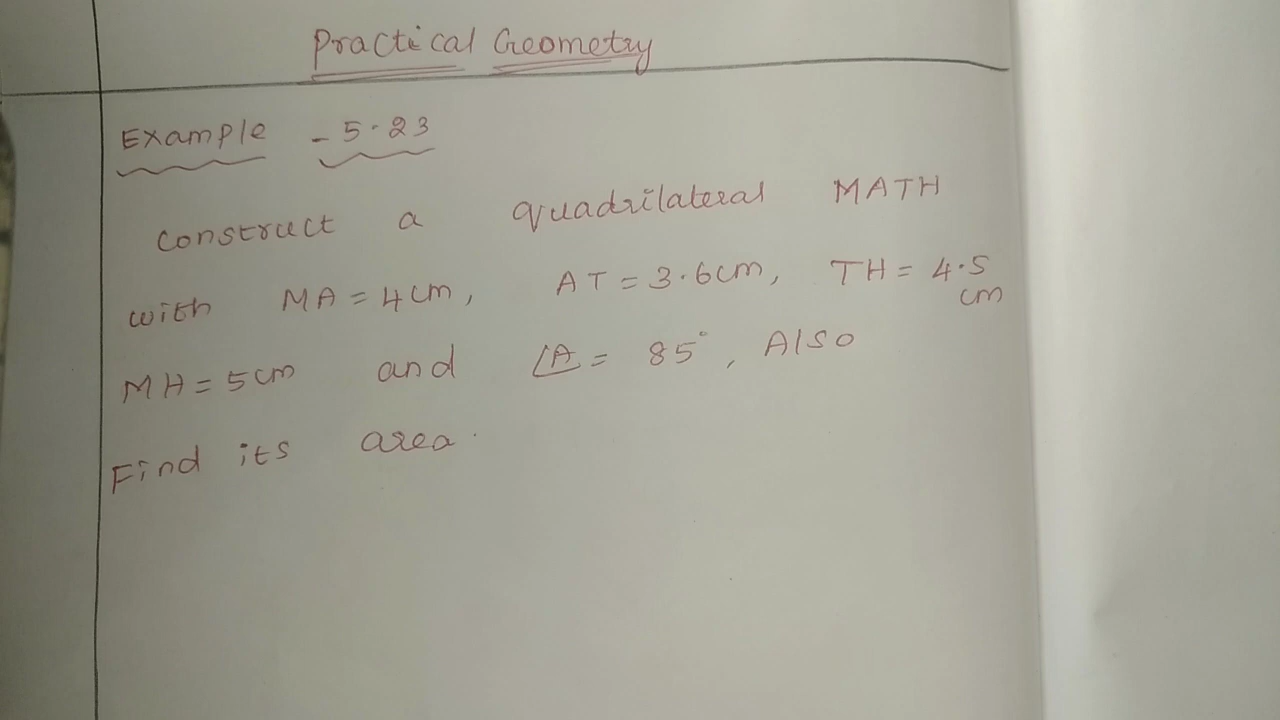 Practical Geometry
Example - 5.23
Construct a quadrilateral MATH
with MA = 4cm, AT = 3.6cm, TH = 4.5
cm
MH = 5cm and ∠A = 85°, Also
Find its area.